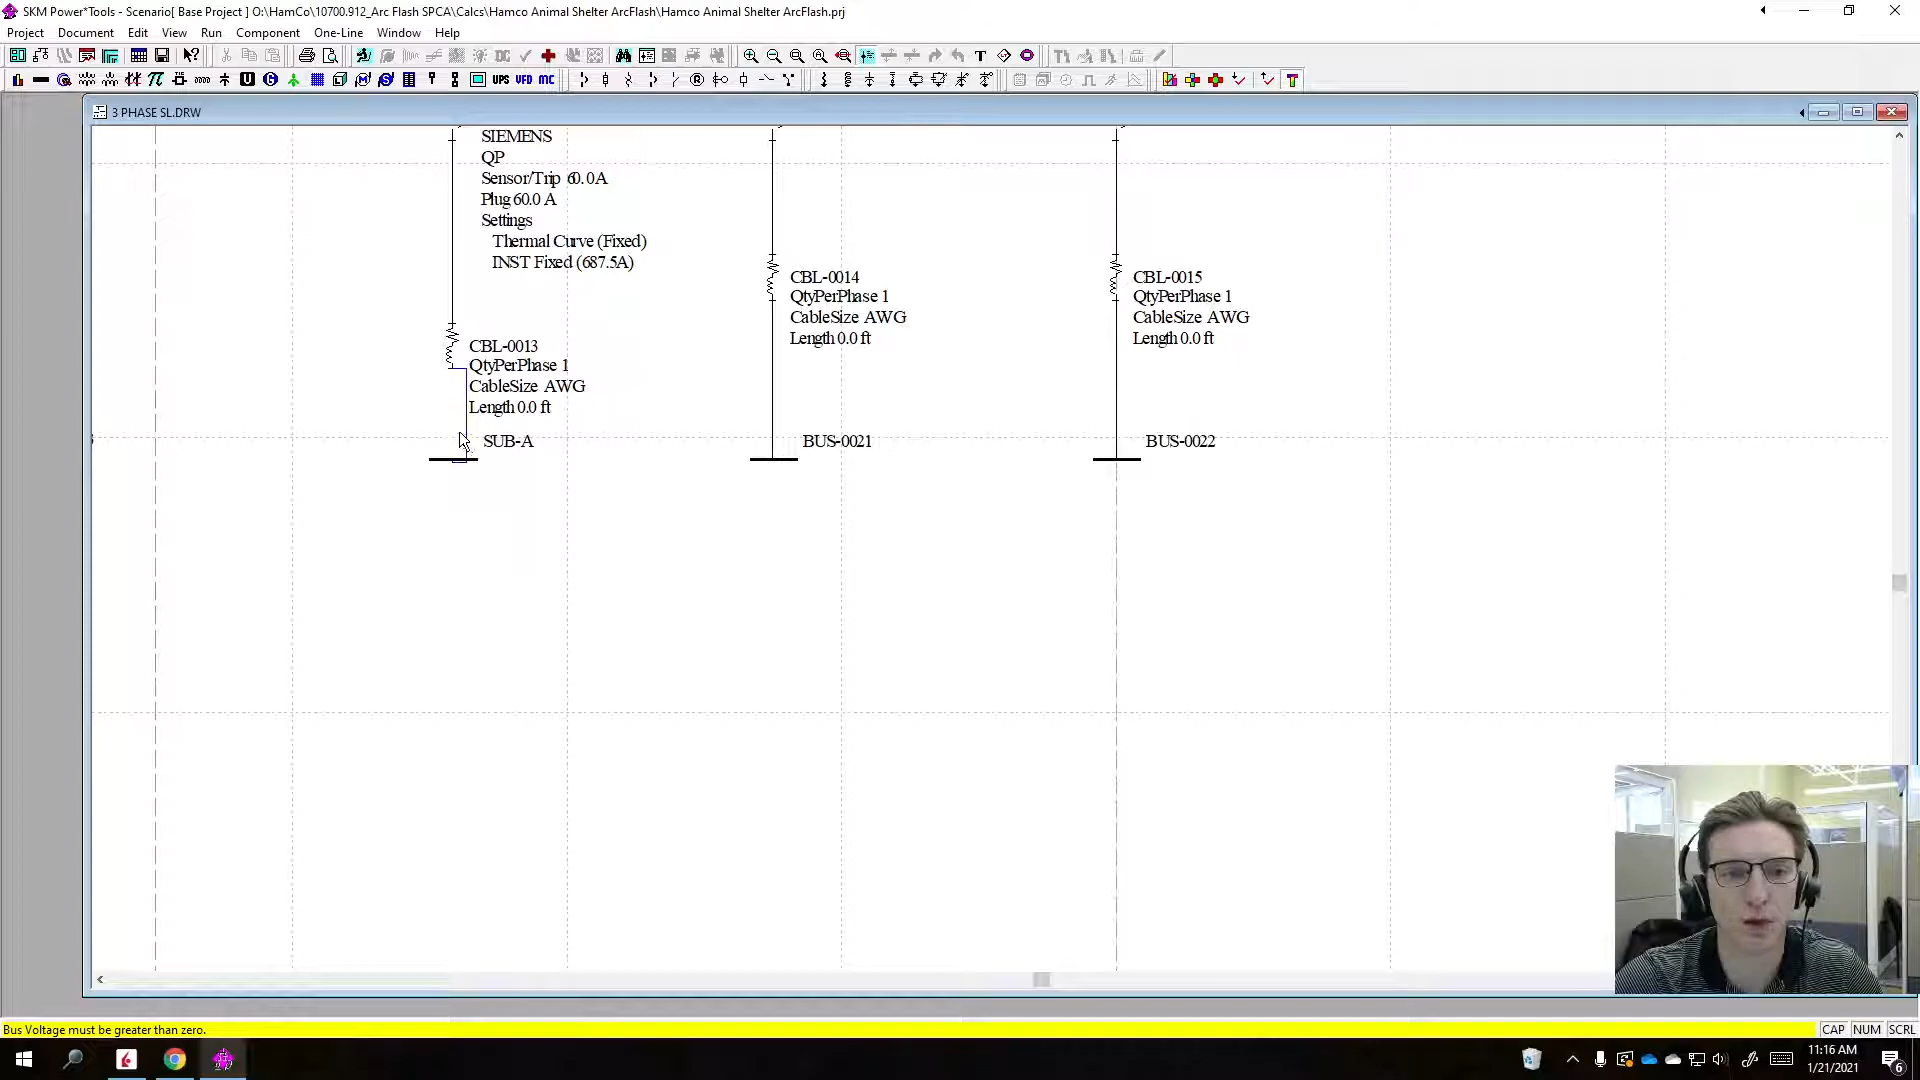 SKM Power*Tools - Scenario[ Base Project ] O:\HamCo\10700.912_Arc Flash SPCA\Calcs\Hamco Animal Shelter ArcFlash\Hamco Animal Shelter ArcFlash.prj
Project Document Edit View Run Component One-Line Window Help
DC T
U UPS VFD MC R
3 PHASE SL.DRW
SIEMENS
QP
Sensor/Trip 60.0 A
Plug 60.0 A
Settings
Thermal Curve (Fixed)
INST Fixed (687.5A)
CBL-0014
QtyPerPhase 1
CableSize AWG
Length 0.0 ft
CBL-0015
QtyPerPhase 1
CableSize AWG
Length 0.0 ft
CBL-0013
QtyPerPhase 1
CableSize AWG
Length 0.0 ft
SUB-A
BUS-0021
BUS-0022
Bus Voltage must be greater than zero.
CAP NUM SCRL
11:16 AM
1/21/2021
6